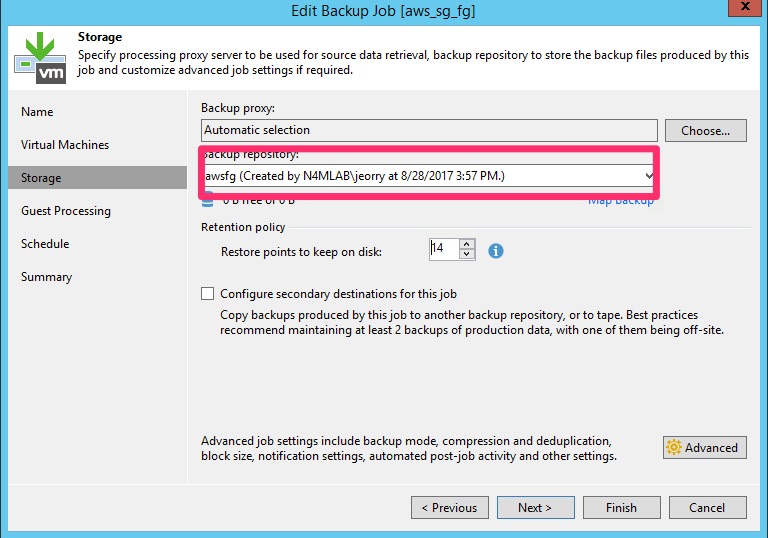 Edit Backup Job [aws_sg_fg]
x
Storage
Specify processing proxy server to be used for source data retrieval, backup repository to store the backup files produced by this
job and customize advanced job settings if required.
vm
Name
Virtual Machines
Storage
Guest Processing
Schedule
Summary
Backup proxy:
Automatic selection
Choose...
Backup repository:
awsfg (Created by N4MLAB\jeorry at 8/28/2017 3:57 PM.)
0 B free of 0 B
Map backup
Retention policy
Restore points to keep on disk:
14
i
Configure secondary destinations for this job
Copy backups produced by this job to another backup repository, or to tape. Best practices
recommend maintaining at least 2 backups of production data, with one of them being off-site.
Advanced job settings include backup mode, compression and deduplication,
block size, notification settings, automated post-job activity and other settings.
Advanced
< Previous
Next >
Finish
Cancel